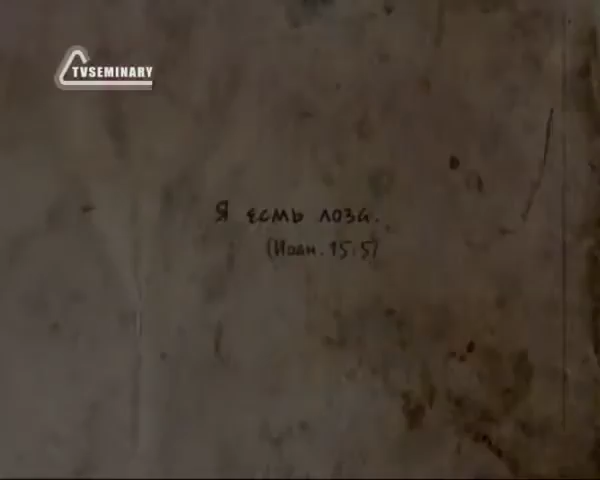 TVSEMINARY
Я есмь лоза.
(Иоан. 15:5)